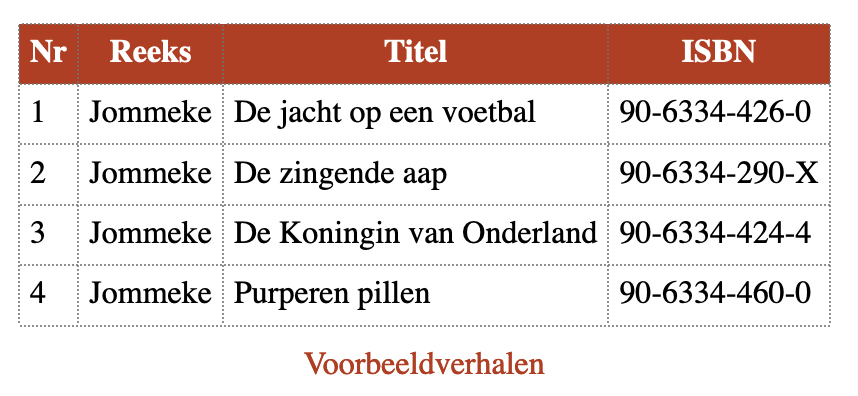 Nr Reeks Titel ISBN
1 Jommeke De jacht op een voetbal 90-6334-426-0
2 Jommeke De zingende aap 90-6334-290-X
3 Jommeke De Koningin van Onderland 90-6334-424-4
4 Jommeke Purperen pillen 90-6334-460-0
Voorbeeldverhalen